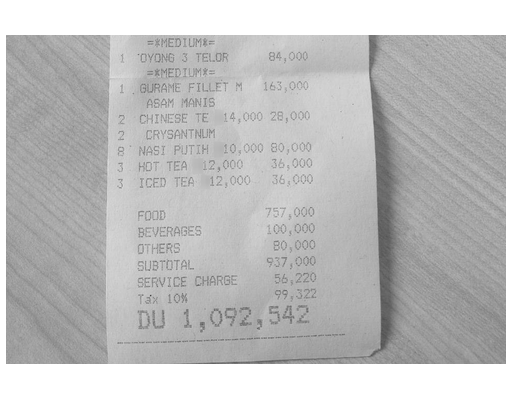 =*MEDIUM*=
1 OYONG 3 TELOR 84,000
=*MEDIUM*=
1 GURAME FILLET M 163,000
ASAM MANIS
2 CHINESE TE 14,000 28,000
2 CRYSANTNUM
8 NASI PUTIH 10,000 80,000
3 HOT TEA 12,000 36,000
3 ICED TEA 12,000 36,000
FOOD 757,000
BEVERAGES 100,000
OTHERS 80,000
SUBTOTAL 937,000
SERVICE CHARGE 56,220
Tax 10% 99,322
DU 1,092,542